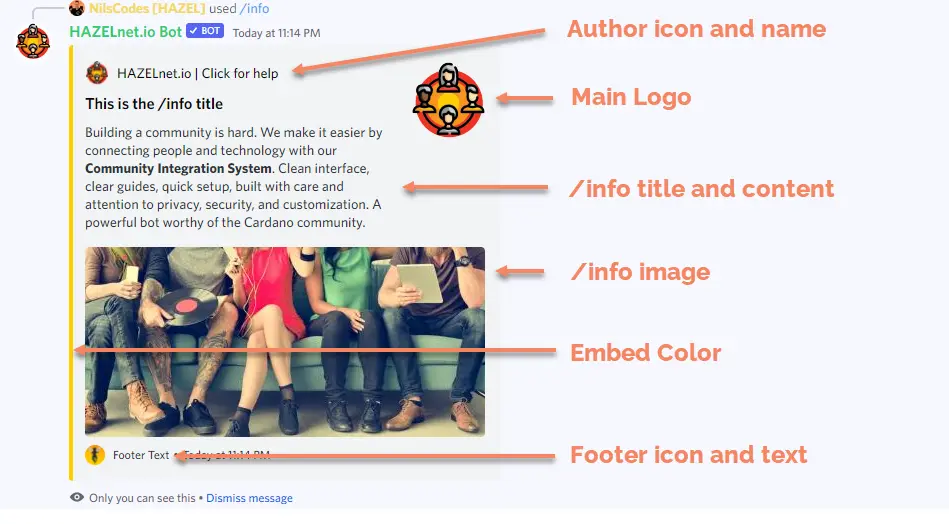 NilsCodes [HAZEL] used /info
HAZELnet.io Bot BOT Today at 11:14 PM
HAZELnet.io | Click for help
This is the /info title
Building a community is hard. We make it easier by
connecting people and technology with our
Community Integration System. Clean interface,
clear guides, quick setup, built with care and
attention to privacy, security, and customization. A
powerful bot worthy of the Cardano community.
Footer Text • Today at 11:14 PM
Only you can see this • Dismiss message
Author icon and name
Main Logo
/info title and content
/info image
Embed Color
Footer icon and text